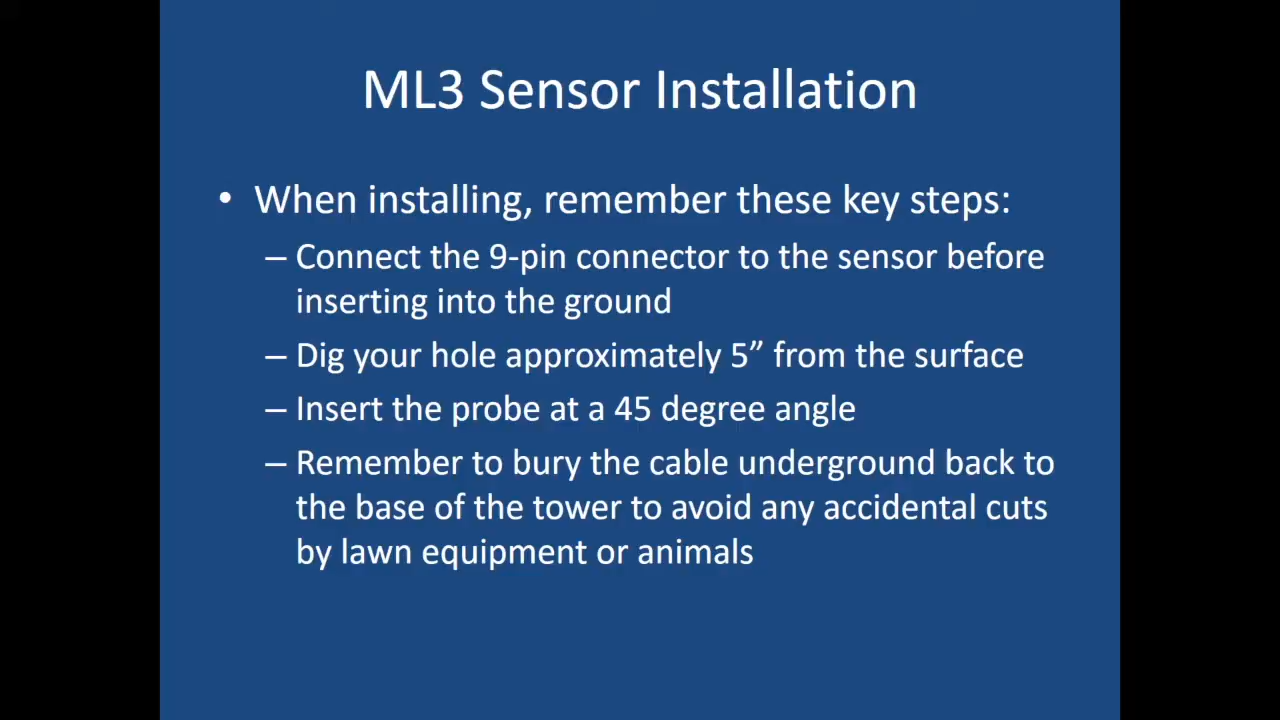 ML3 Sensor Installation
• When installing, remember these key steps:
– Connect the 9-pin connector to the sensor before
inserting into the ground
– Dig your hole approximately 5” from the surface
– Insert the probe at a 45 degree angle
– Remember to bury the cable underground back to
the base of the tower to avoid any accidental cuts
by lawn equipment or animals